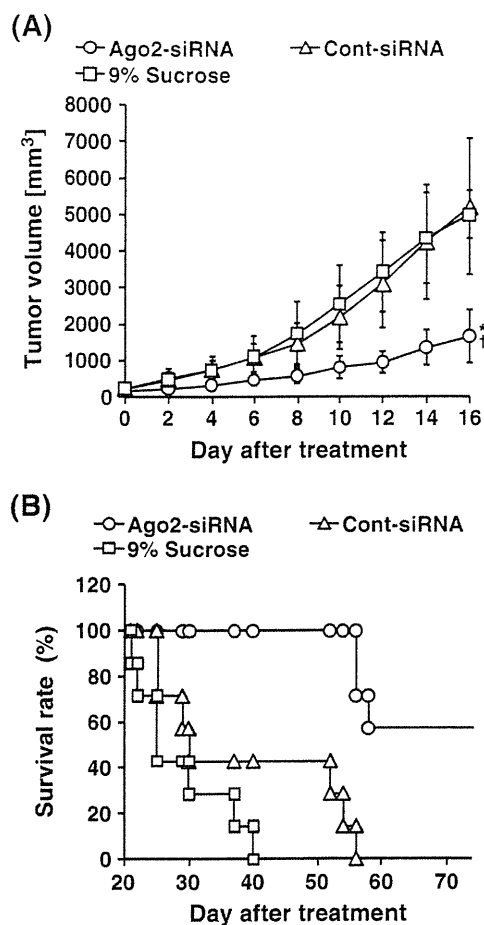 (A)
Ago2-siRNA Cont-siRNA
9% Sucrose
Tumor volume [mm³]
8000
7000
6000
5000
4000
3000
2000
1000
0
*
†
0 2 4 6 8 10 12 14 16
Day after treatment
(B)
Ago2-siRNA Cont-siRNA
9% Sucrose
Survival rate (%)
120
100
80
60
40
20
0
20 30 40 50 60 70
Day after treatment